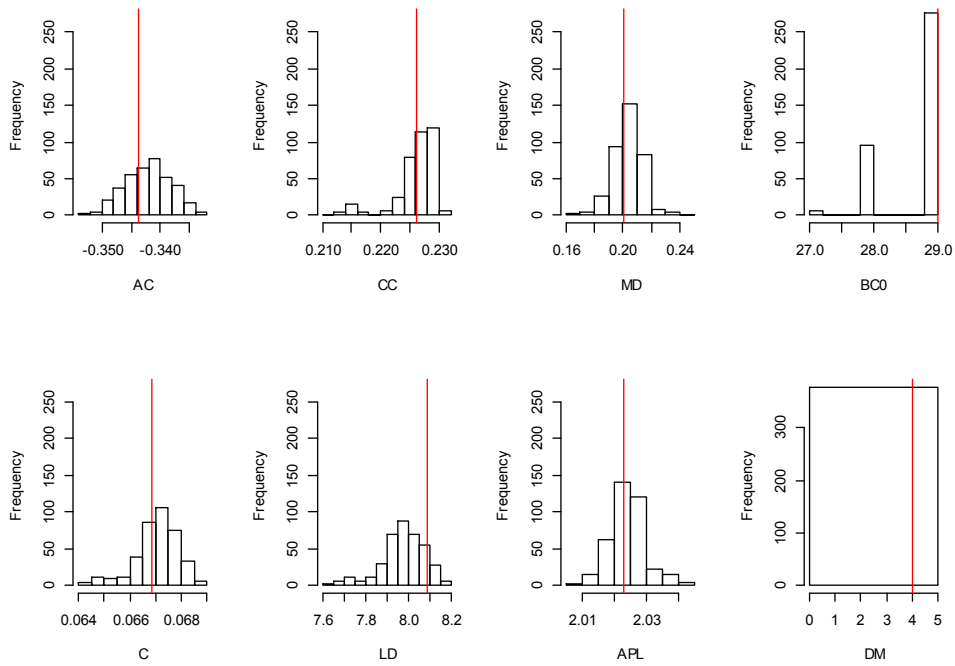 Frequency
0 50 100 150 200 250
-0.350 -0.340
AC
Frequency
0 50 100 150 200 250
0.210 0.220 0.230
CC
Frequency
0 50 100 150 200 250
0.16 0.20 0.24
MD
Frequency
0 50 100 150 200 250
27.0 28.0 29.0
BC0
Frequency
0 50 100 150 200 250
0.064 0.066 0.068
C
Frequency
0 50 100 150 200 250
7.6 8.0 8.2
LD
Frequency
0 50 100 150 200 250
2.01 2.03
APL
Frequency
0 100 200 300
0 1 2 3 4 5
DM